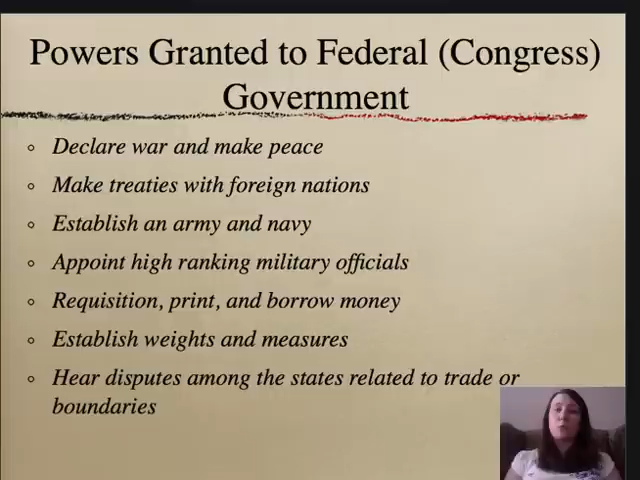 Powers Granted to Federal (Congress)
Government
Declare war and make peace
Make treaties with foreign nations
Establish an army and navy
Appoint high ranking military officials
Requisition, print, and borrow money
Establish weights and measures
Hear disputes among the states related to trade or
boundaries